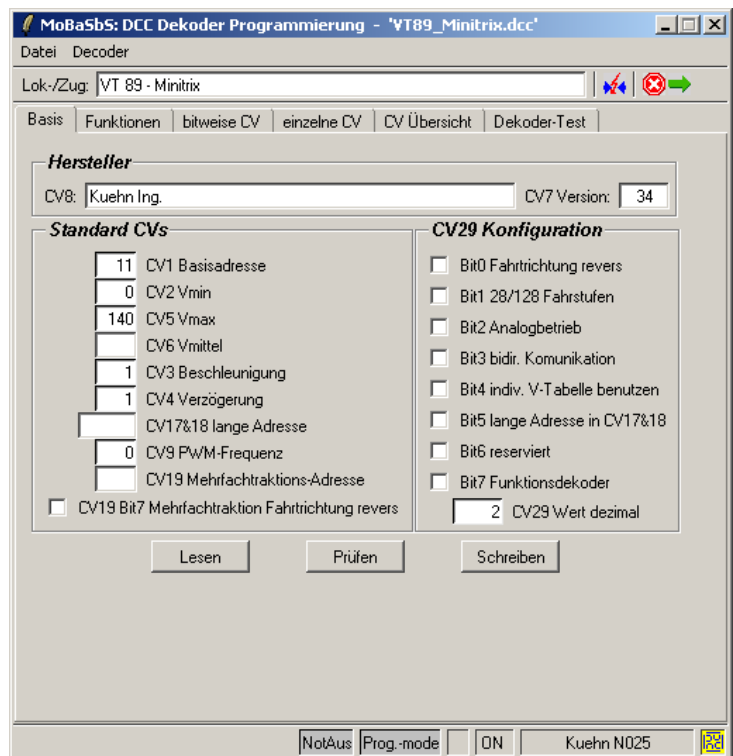 MoBaSbS: DCC Dekoder Programmierung - 'VT89_Minitrix.dcc'
Datei Decoder
Lok-/Zug: VT 89 - Minitrix
Basis Funktionen bitweise CV einzelne CV CV Übersicht Dekoder-Test
Hersteller
CV8: Kuehn Ing. CV7 Version: 34
Standard CVs
11 CV1 Basisadresse
0 CV2 Vmin
140 CV5 Vmax
CV6 Vmittel
1 CV3 Beschleunigung
1 CV4 Verzögerung
CV17&18 lange Adresse
0 CV9 PWM-Frequenz
CV19 Mehrfachtraktions-Adresse
CV19 Bit7 Mehrfachtraktion Fahrtrichtung revers
CV29 Konfiguration
Bit0 Fahrtrichtung revers
Bit1 28/128 Fahrstufen
Bit2 Analogbetrieb
Bit3 bidir. Komunikation
Bit4 indiv. V-Tabelle benutzen
Bit5 lange Adresse in CV17&18
Bit6 reserviert
Bit7 Funktionsdekoder
2 CV29 Wert dezimal
Lesen Prüfen Schreiben
NotAus Prog.-mode ON Kuehn N025